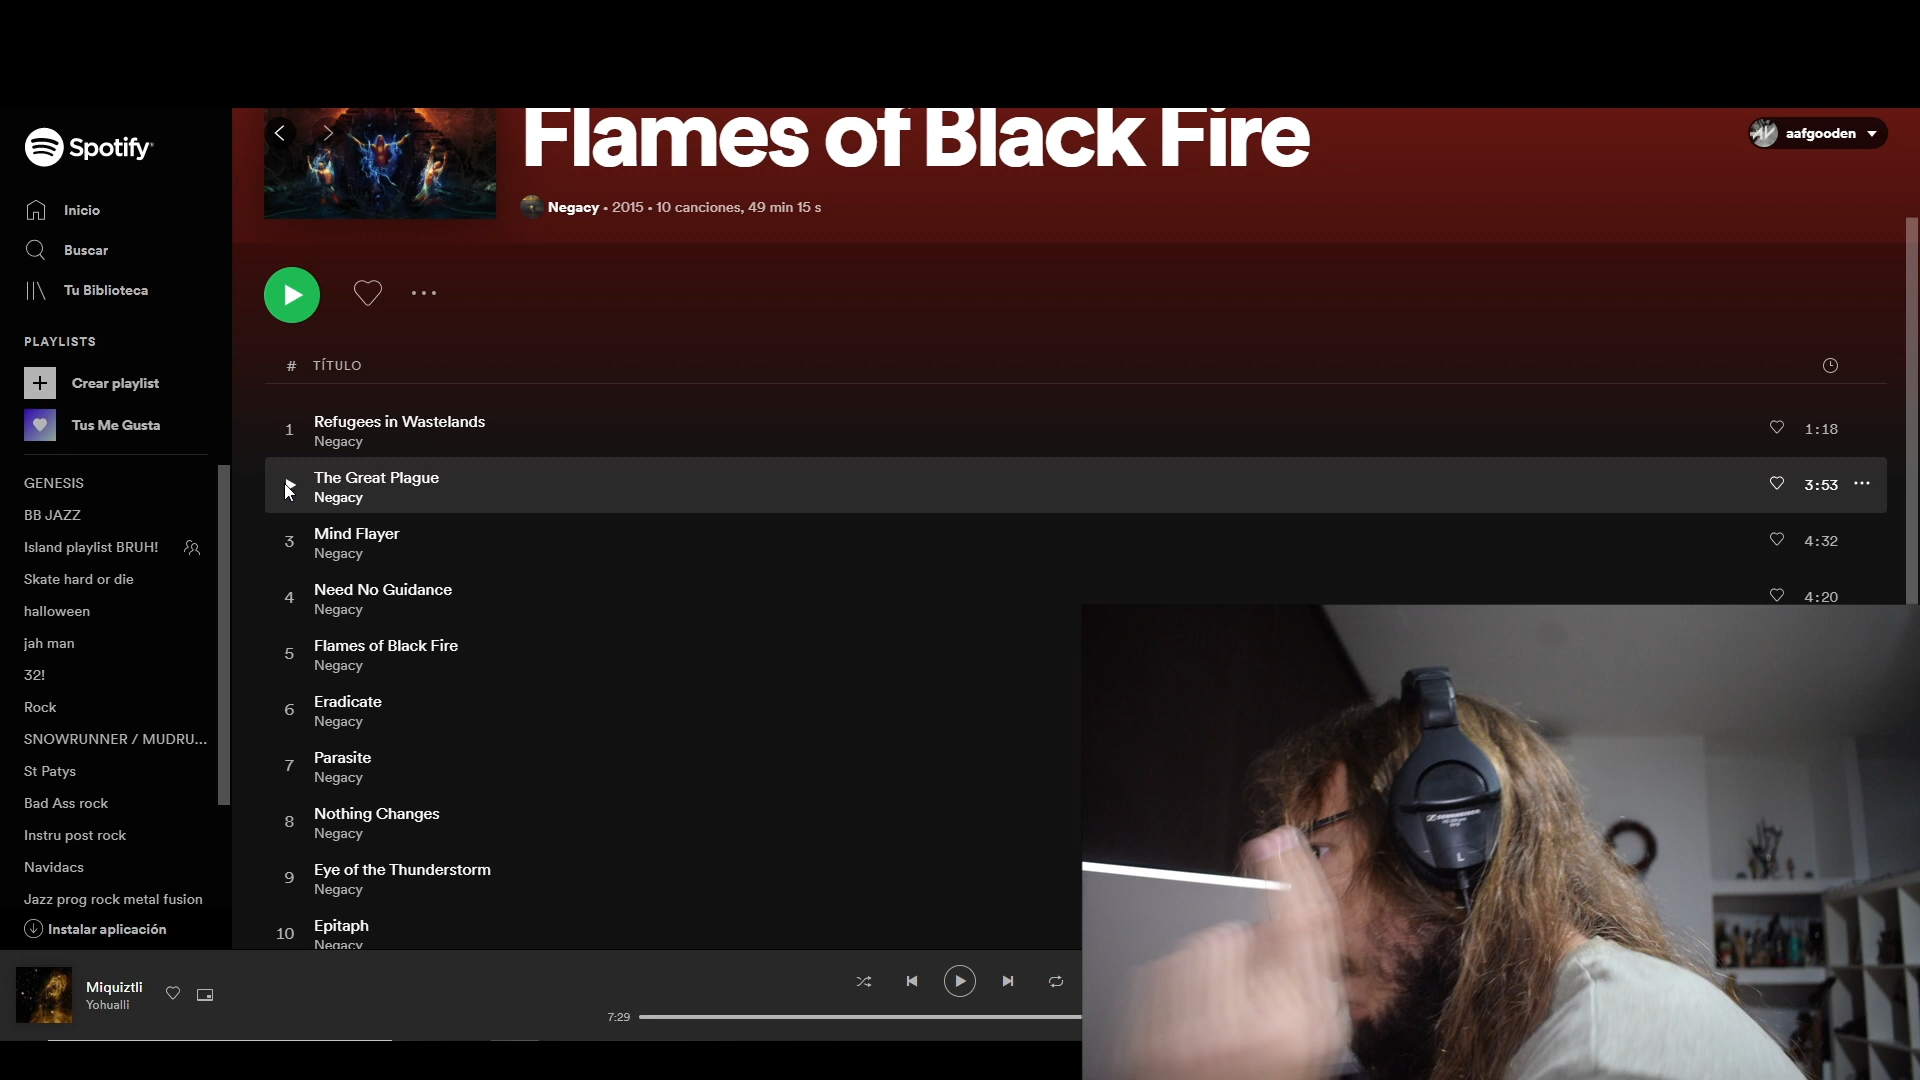 Spotify
Inicio
Buscar
Tu Biblioteca
PLAYLISTS
Crear playlist
Tus Me Gusta
GENESIS
BB JAZZ
Island playlist BRUH!
Skate hard or die
halloween
jah man
32!
Rock
SNOWRUNNER / MUDRU...
St Patys
Bad Ass rock
Instru post rock
Navidacs
Jazz prog rock metal fusion
Instalar aplicación
Flames of Black Fire
aafgooden
Negacy • 2015 • 10 canciones, 49 min 15 s
# TÍTULO
1 Refugees in Wastelands 1:18
Negacy
The Great Plague 3:53
Negacy
3 Mind Flayer 4:32
Negacy
4 Need No Guidance 4:20
Negacy
5 Flames of Black Fire
Negacy
6 Eradicate
Negacy
7 Parasite
Negacy
8 Nothing Changes
Negacy
9 Eye of the Thunderstorm
Negacy
10 Epitaph
Negacy
Miquiztli
Yohualli
7:29
SENNHEISER
L